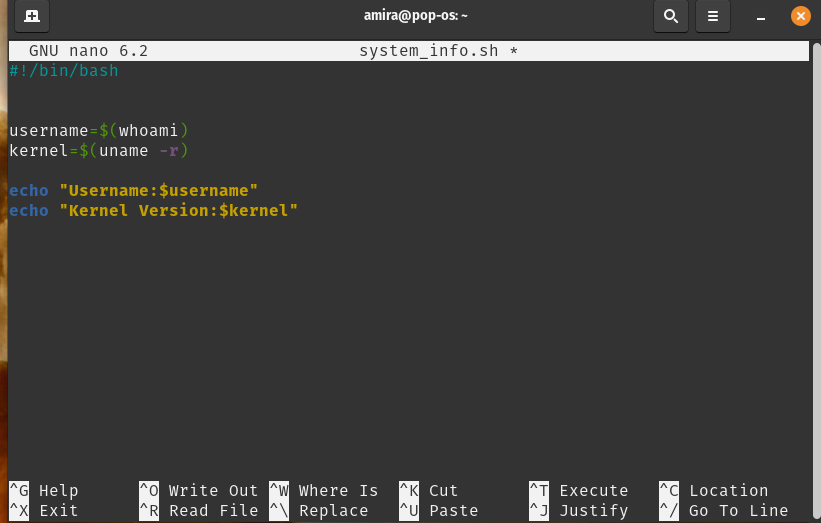 amira@pop-os: ~
GNU nano 6.2 system_info.sh *
#!/bin/bash
username=$(whoami)
kernel=$(uname -r)
echo "Username:$username"
echo "Kernel Version:$kernel"
^G Help ^O Write Out ^W Where Is ^K Cut ^T Execute ^C Location
^X Exit ^R Read File ^\ Replace ^U Paste ^J Justify ^/ Go To Line